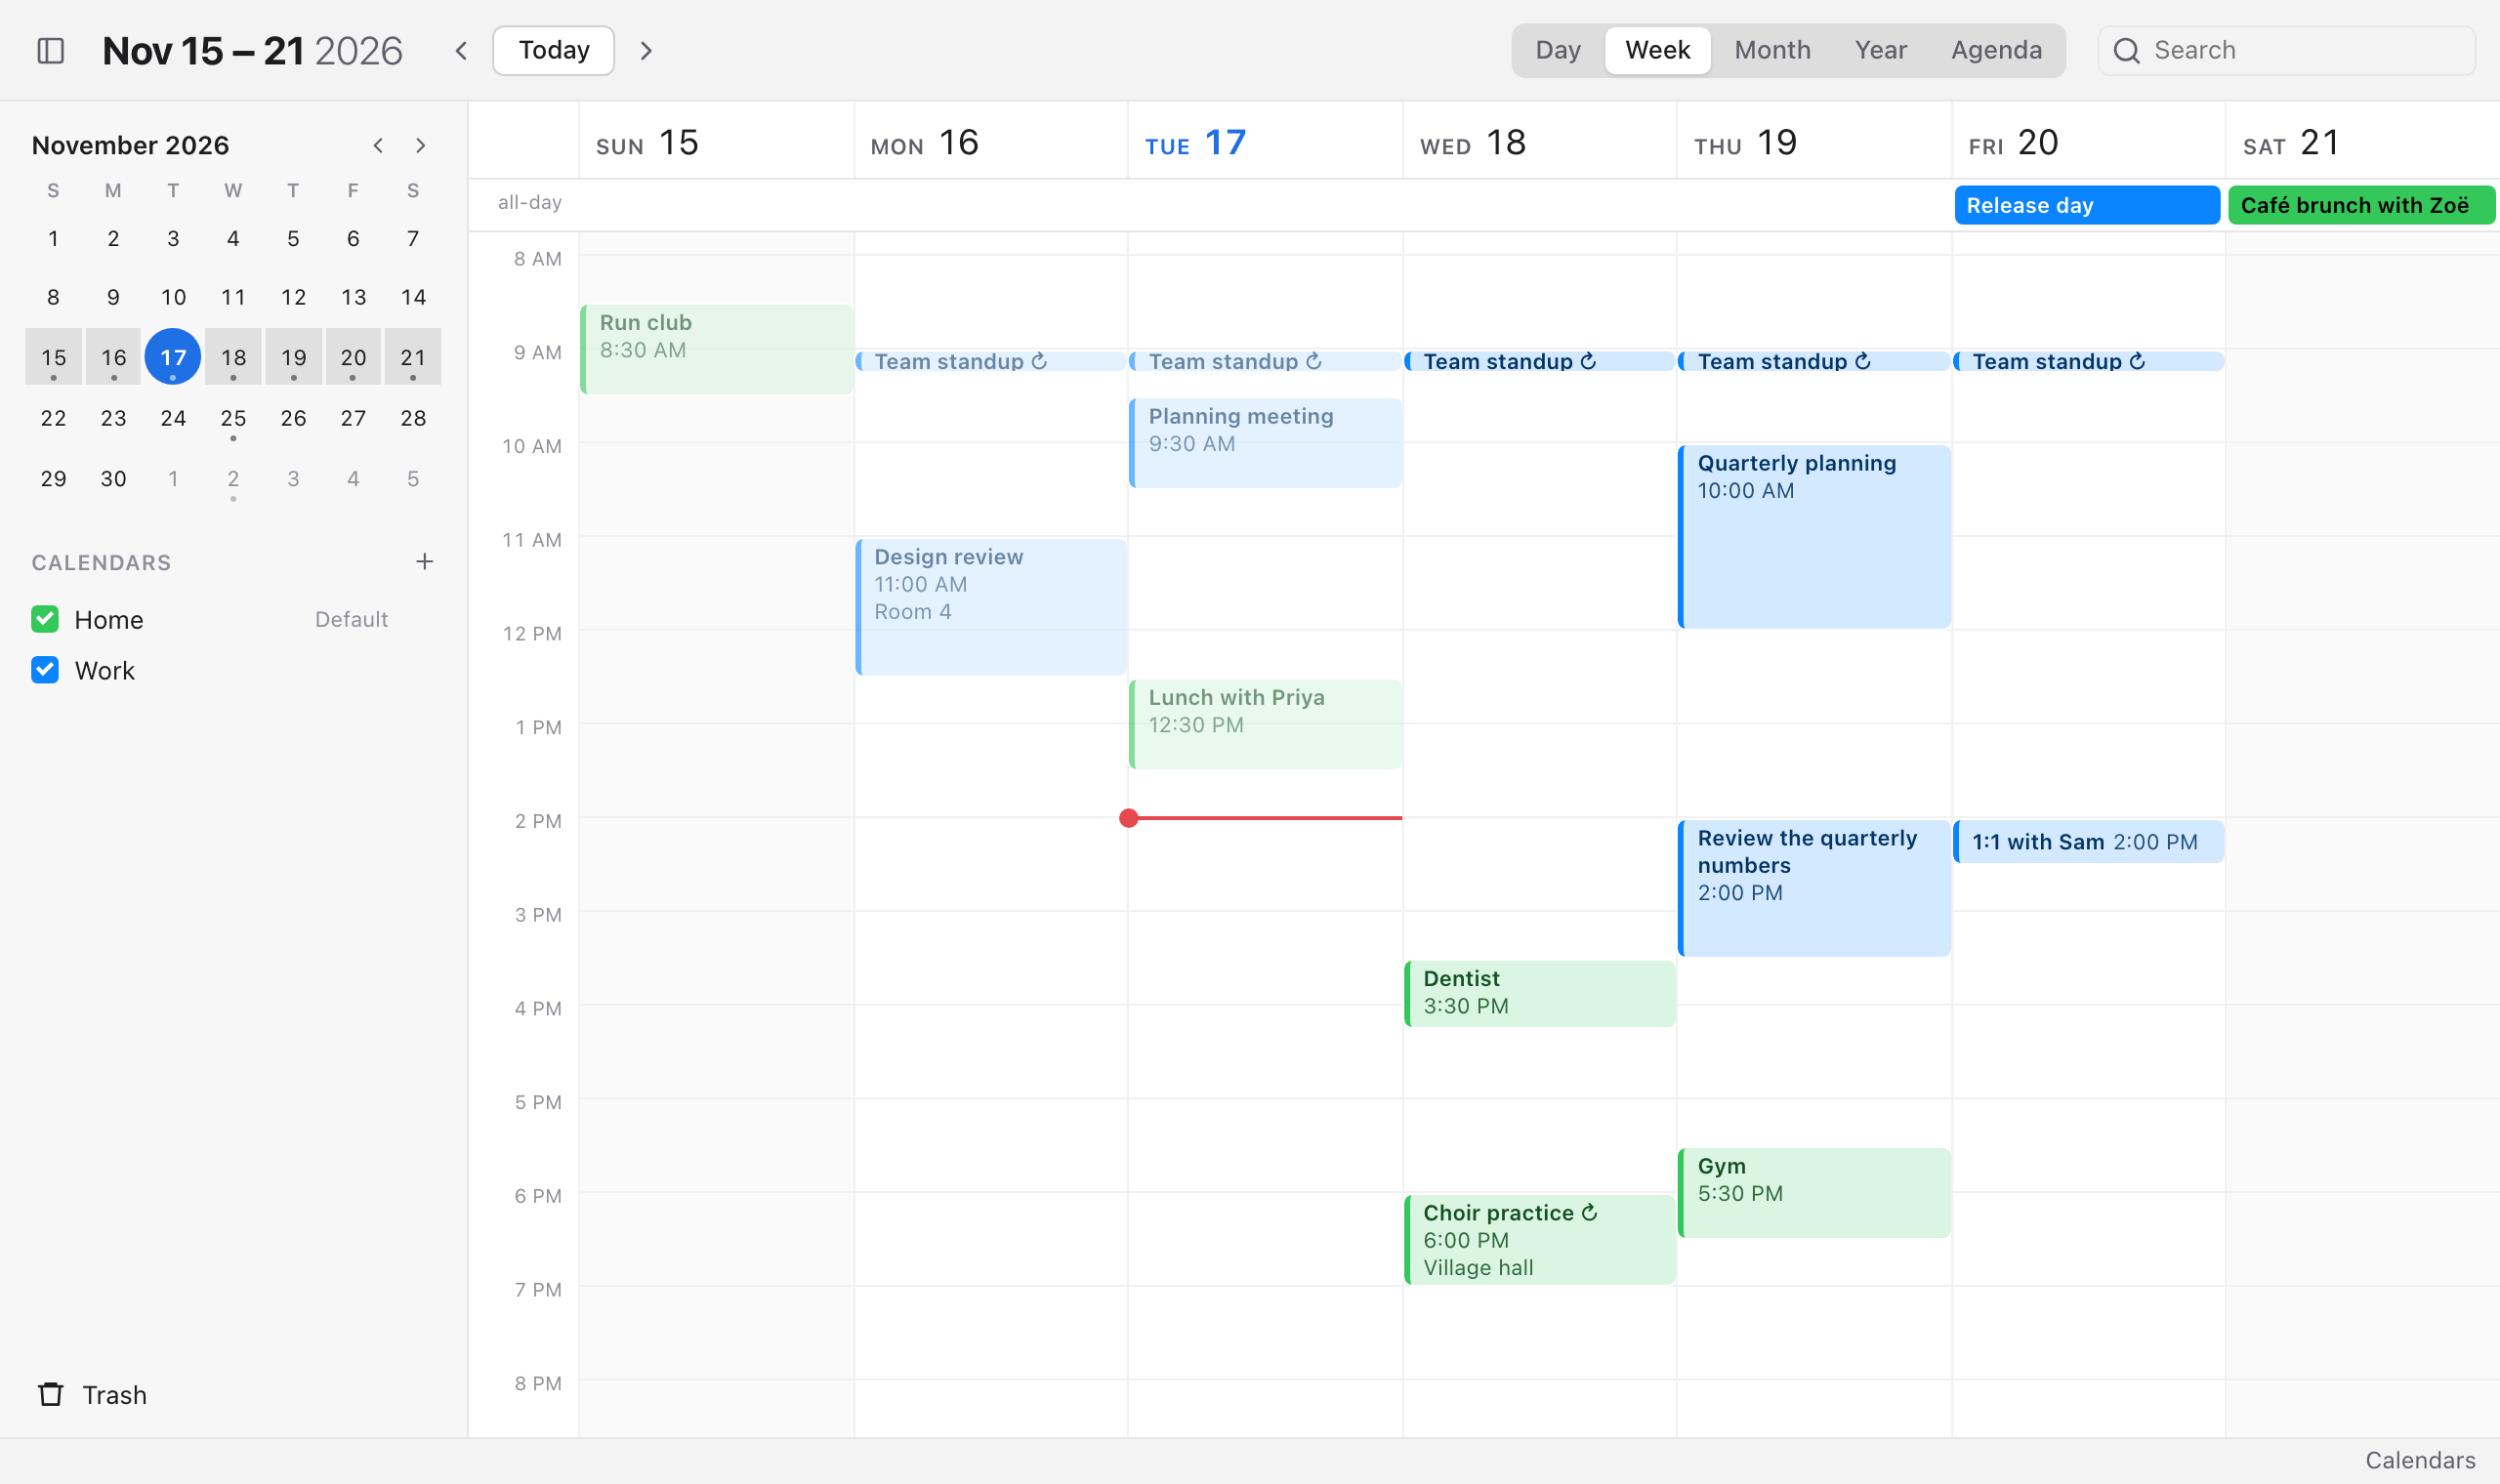 Nov 15 – 21 2026
Today
Day Week Month Year Agenda
Search
November 2026
S M T W T F S
1 2 3 4 5 6 7
8 9 10 11 12 13 14
15 16 17 18 19 20 21
22 23 24 25 26 27 28
29 30 1 2 3 4 5
CALENDARS
Home Default
Work
Trash
SUN 15 MON 16 TUE 17 WED 18 THU 19 FRI 20 SAT 21
all-day
Release day
Café brunch with Zoë
8 AM
9 AM
10 AM
11 AM
12 PM
1 PM
2 PM
3 PM
4 PM
5 PM
6 PM
7 PM
8 PM
Run club
8:30 AM
Team standup
Design review
11:00 AM
Room 4
Team standup
Planning meeting
9:30 AM
Lunch with Priya
12:30 PM
Team standup
Dentist
3:30 PM
Choir practice
6:00 PM
Village hall
Team standup
Quarterly planning
10:00 AM
Review the quarterly
numbers
2:00 PM
Gym
5:30 PM
Team standup
1:1 with Sam 2:00 PM
Calendars